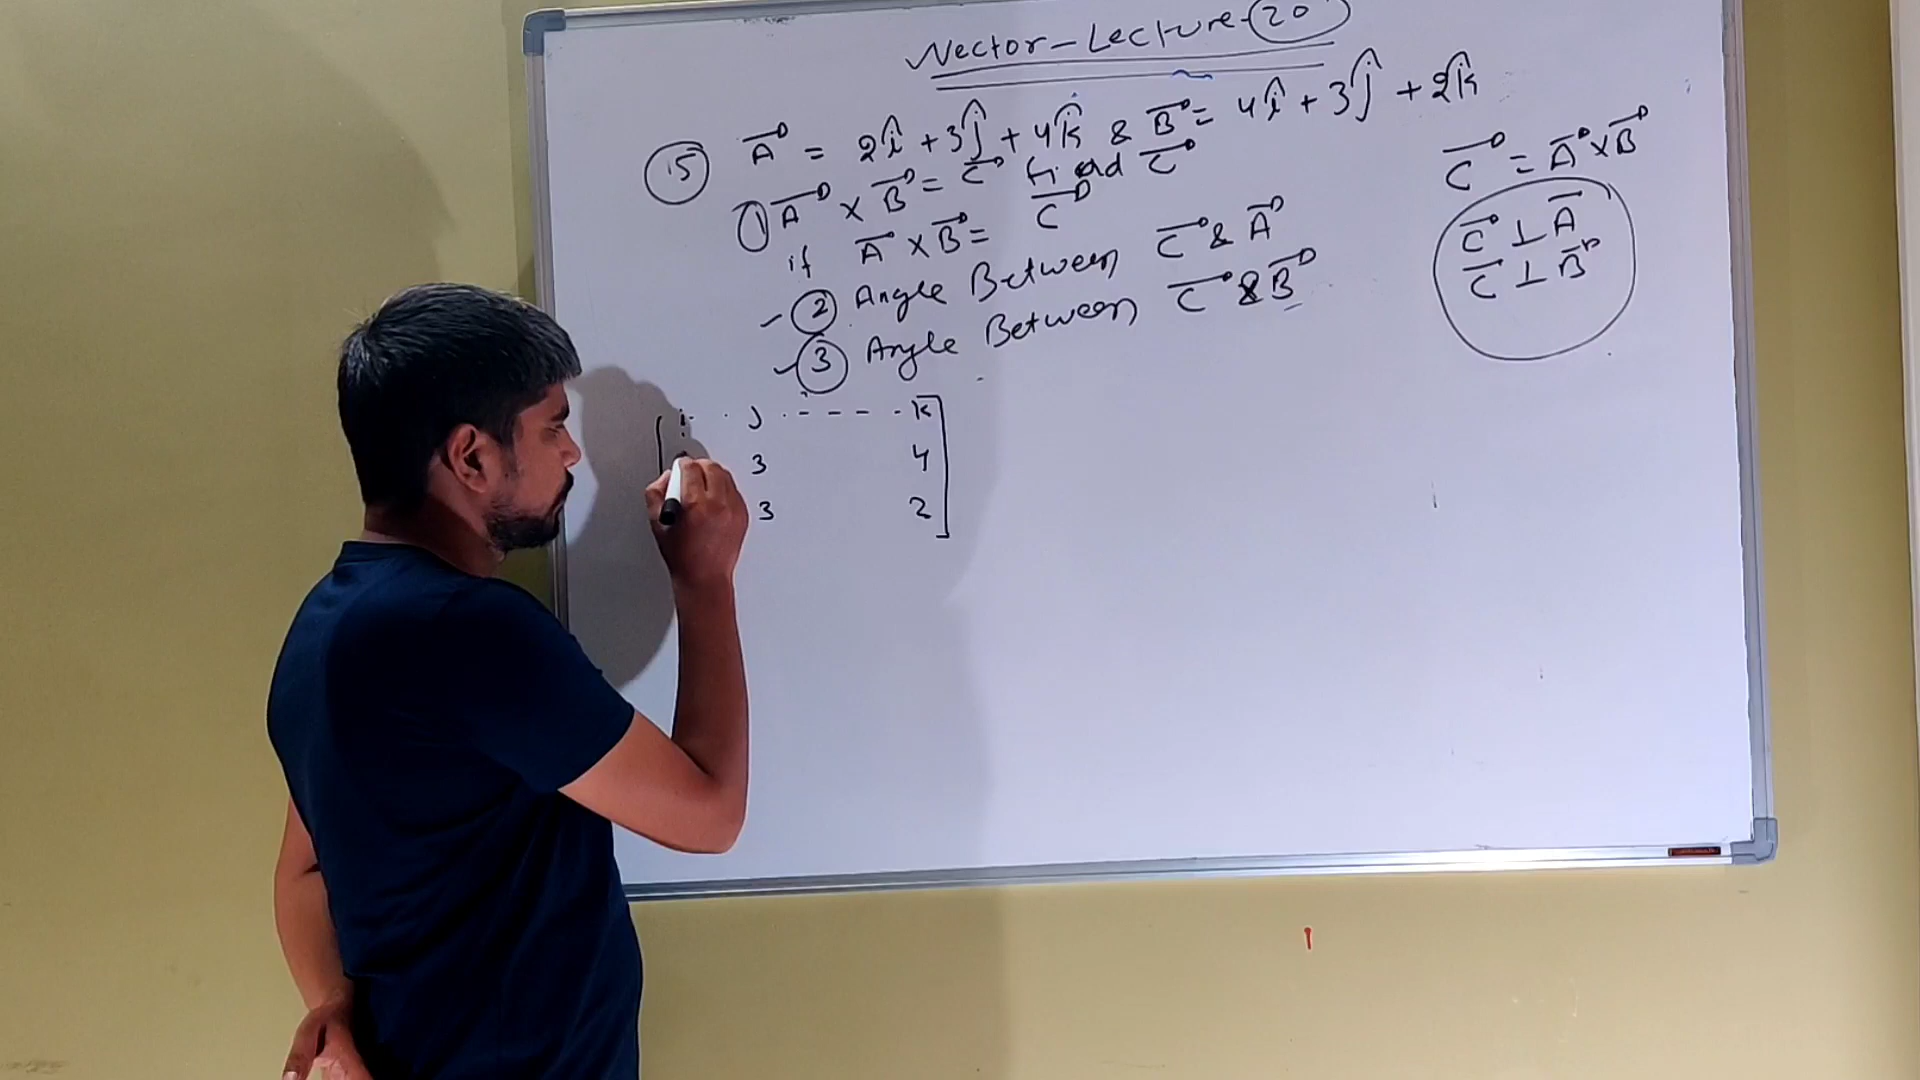 Vector-Lecture-20
15 A = 2î + 3ĵ + 4k̂ & B = 4î + 3ĵ + 2k̂
1 A × B = C find C
if A × B = C
- 2 Angle Between C & A
- 3 Angle Between C & B
C = A × B
C ⊥ A
C ⊥ B
i j k
3 4
3 2